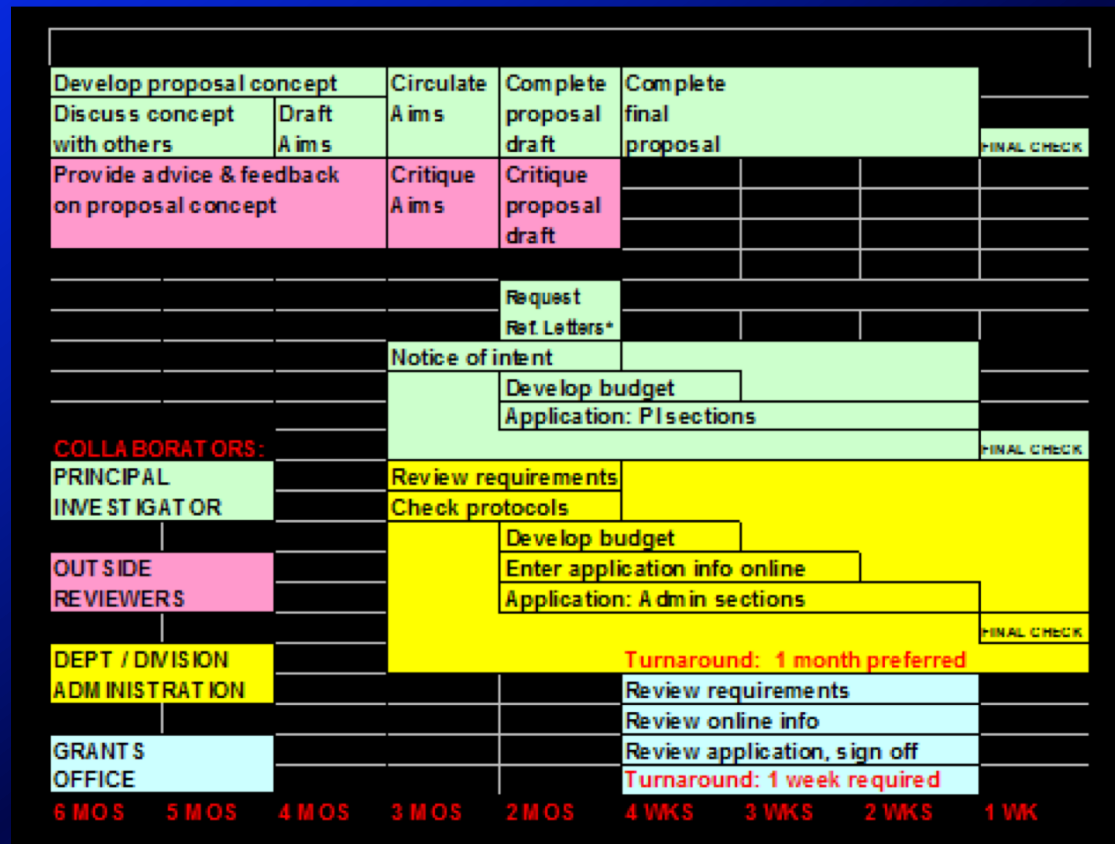 Develop proposal concept
Discuss concept
with others
Draft
Aims
Circulate
Aims
Complete
proposal
draft
Complete
final
proposal
FINAL CHECK
Provide advice & feedback
on proposal concept
Critique
Aims
Critique
proposal
draft
Request
Ref. Letters*
Notice of intent
Develop budget
Application: PI sections
FINAL CHECK
COLLABORATORS:
PRINCIPAL
INVESTIGATOR
OUTSIDE
REVIEWERS
DEPT / DIVISION
ADMINISTRATION
GRANTS
OFFICE
Review requirements
Check protocols
Develop budget
Enter application info online
Application: Admin sections
FINAL CHECK
Turnaround: 1 month preferred
Review requirements
Review online info
Review application, sign off
Turnaround: 1 week required
6 MOS 5 MOS 4 MOS 3 MOS 2 MOS 4 WKS 3 WKS 2 WKS 1 WK